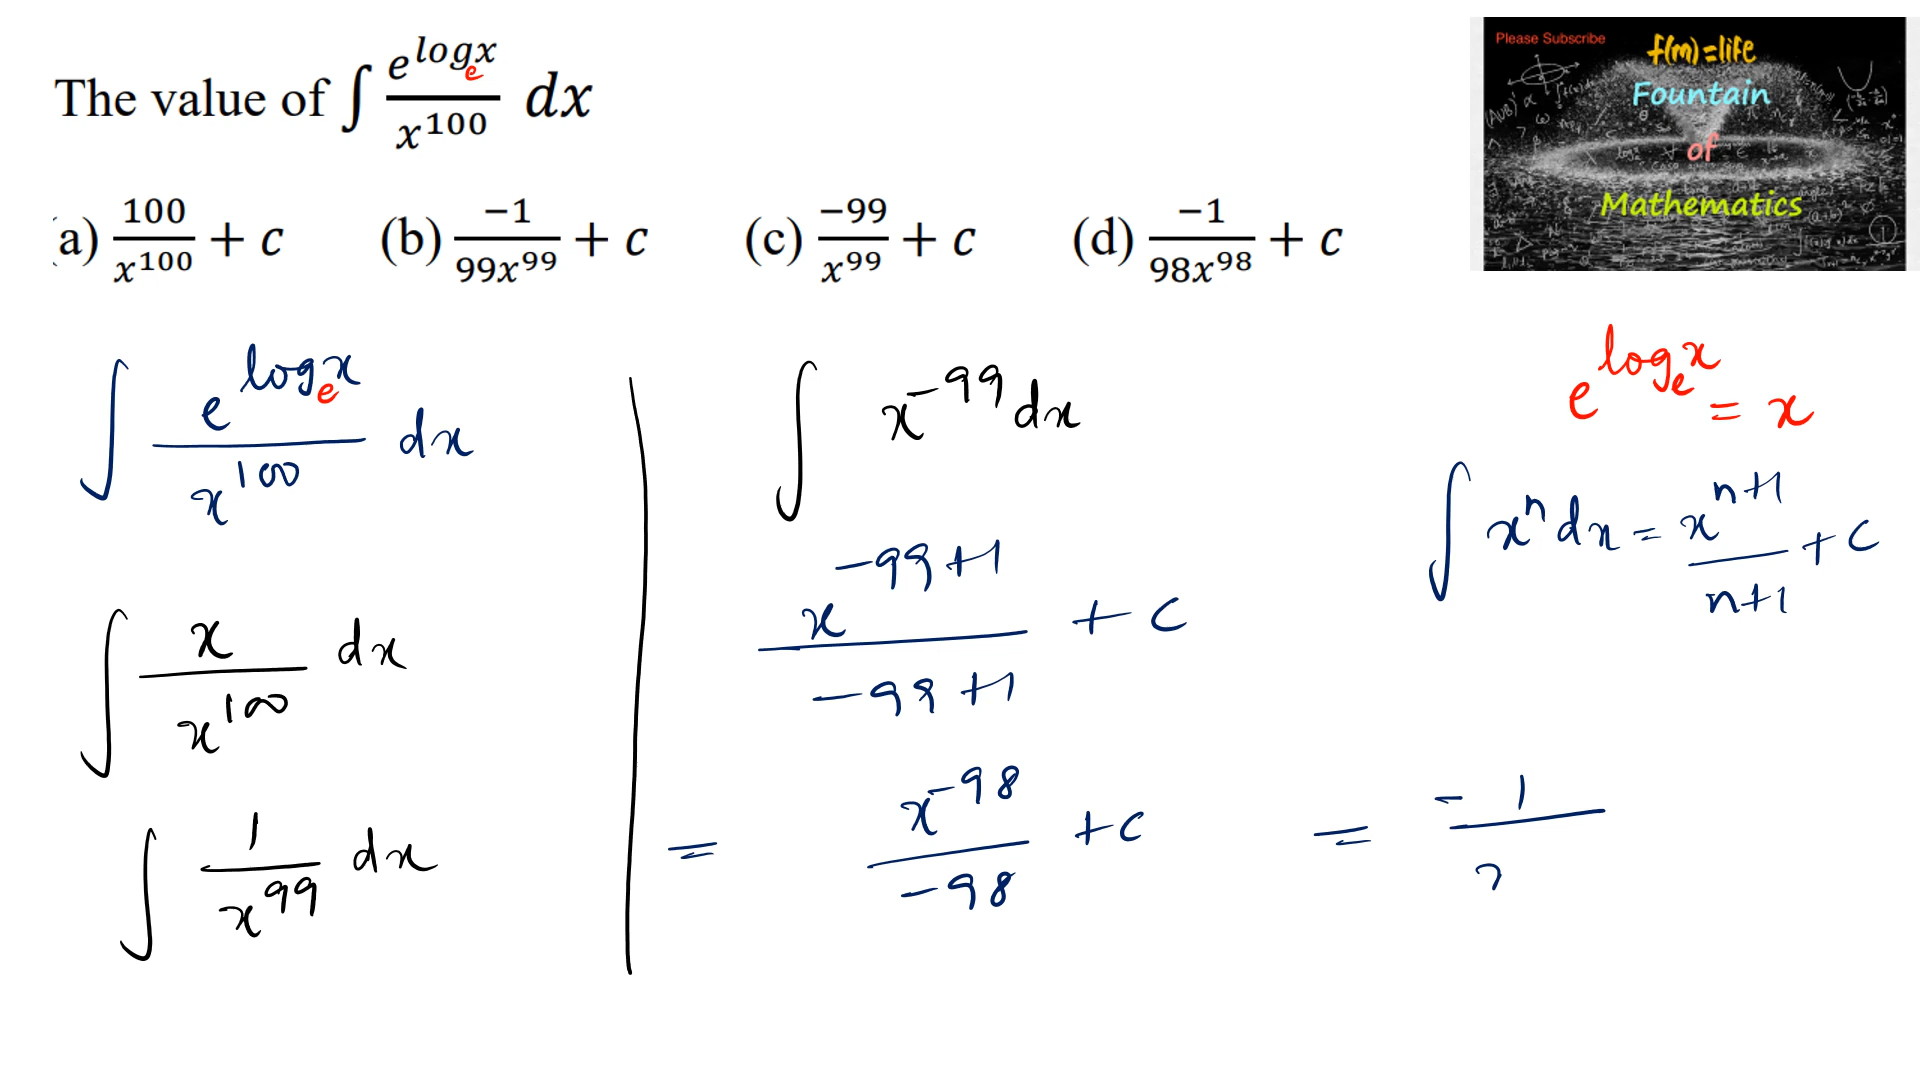 The value of ∫ e^{log_e x}/x^{100} dx
a) 100/x^{100} + c (b) -1/99x^{99} + c (c) -99/x^{99} + c (d) -1/98x^{98} + c
Please Subscribe
f(m)=life
Fountain
of
Mathematics
∫ e^{log_e x}/x^{100} dx
∫ x/x^{100} dx
∫ 1/x^{99} dx
∫ x^{-99} dx
x^{-99+1}/-99+1 + c
= x^{-98}/-98 + c = -1/
e^{log_e x} = x
∫ x^n dx = x^{n+1}/n+1 + c